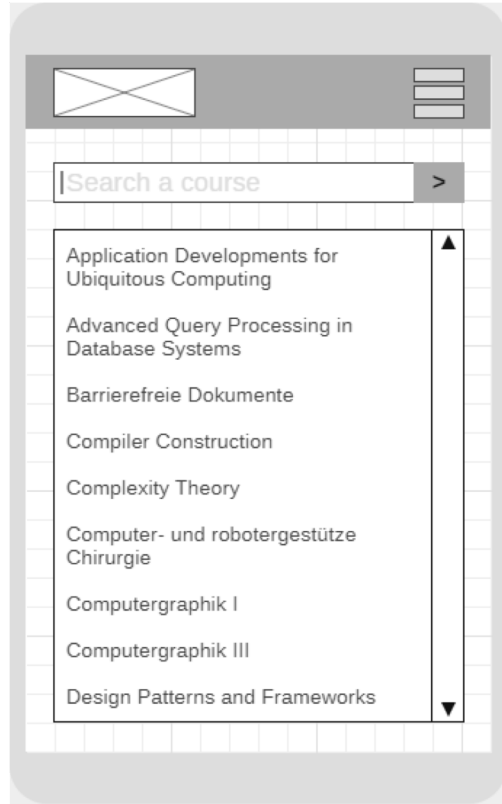 Search a course
>
Application Developments for
Ubiquitous Computing
Advanced Query Processing in
Database Systems
Barrierefreie Dokumente
Compiler Construction
Complexity Theory
Computer- und robotergestütze
Chirurgie
Computergraphik I
Computergraphik III
Design Patterns and Frameworks